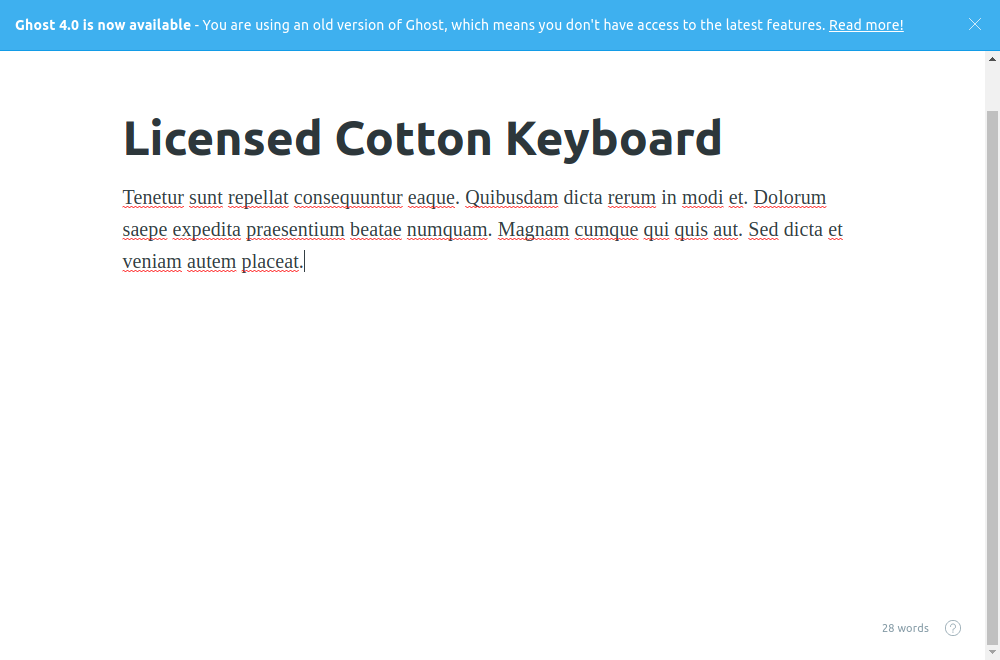 Ghost 4.0 is now available - You are using an old version of Ghost, which means you don't have access to the latest features. Read more!
Licensed Cotton Keyboard
Tenetur sunt repellat consequuntur eaque. Quibusdam dicta rerum in modi et. Dolorum
saepe expedita praesentium beatae numquam. Magnam cumque qui quis aut. Sed dicta et
veniam autem placeat.
28 words ?